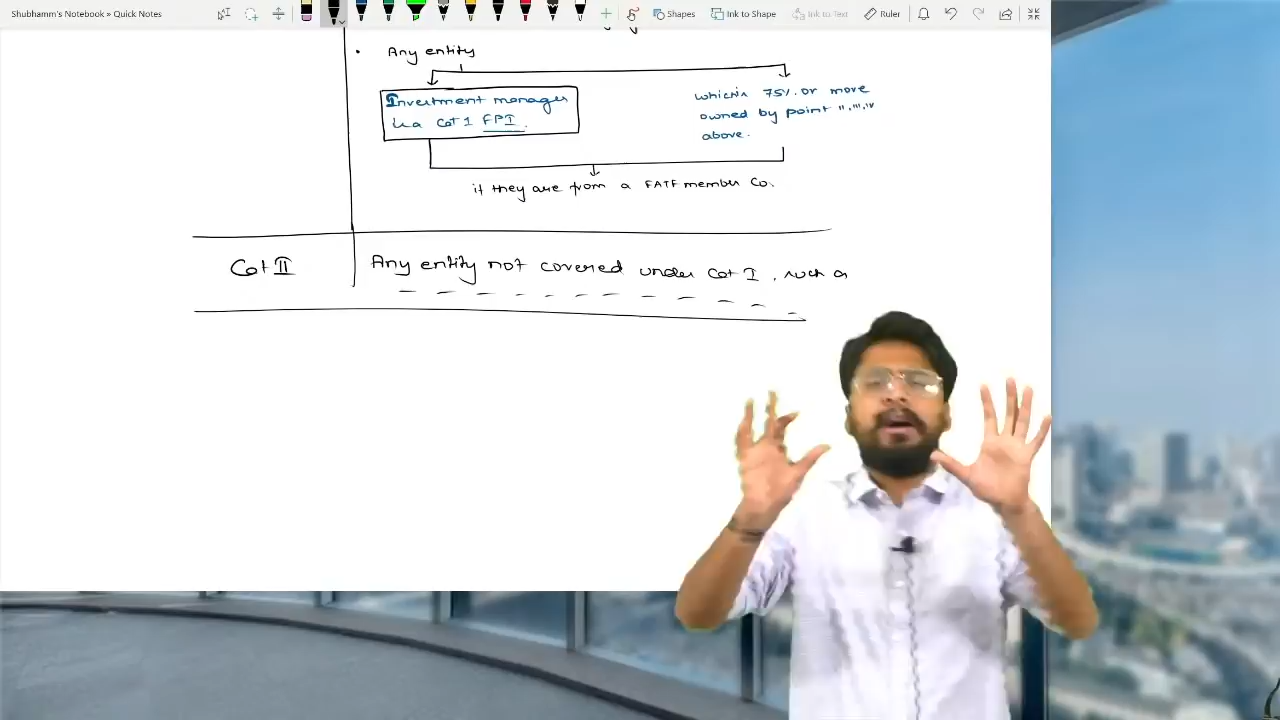 Shubhamm's Notebook » Quick Notes
Shapes Ink to Shape Ink to Text Ruler
• Any entity
Investment manager
is a Cat 1 FPI.
which is 75% or more
owned by point ii, iii, iv
above.
if they are from a FATF member Co.
Cat II
Any entity not covered under Cat I, such as